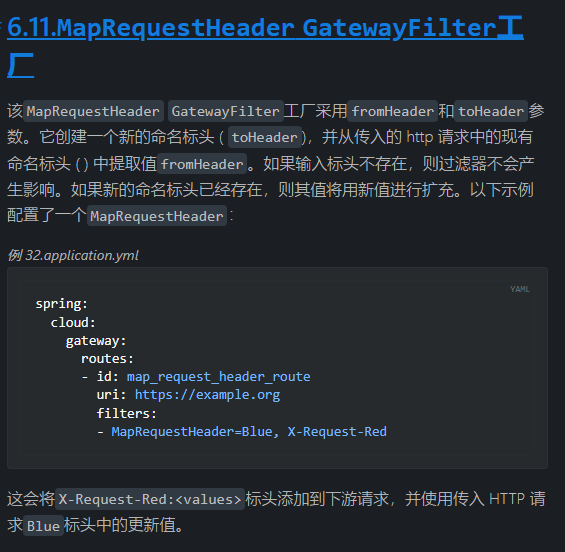 6.11.MapRequestHeader GatewayFilter工
厂
该MapRequestHeader GatewayFilter工厂采用fromHeader和toHeader参
数。它创建一个新的命名标头 ( toHeader)，并从传入的 http 请求中的现有
命名标头 ( ) 中提取值fromHeader。如果输入标头不存在，则过滤器不会产
生影响。如果新的命名标头已经存在，则其值将用新值进行扩充。以下示例
配置了一个MapRequestHeader：
例 32.application.yml
YAML
spring:
  cloud:
    gateway:
      routes:
      - id: map_request_header_route
        uri: https://example.org
        filters:
        - MapRequestHeader=Blue, X-Request-Red
这会将X-Request-Red:<values>标头添加到下游请求，并使用传入 HTTP 请
求Blue标头中的更新值。